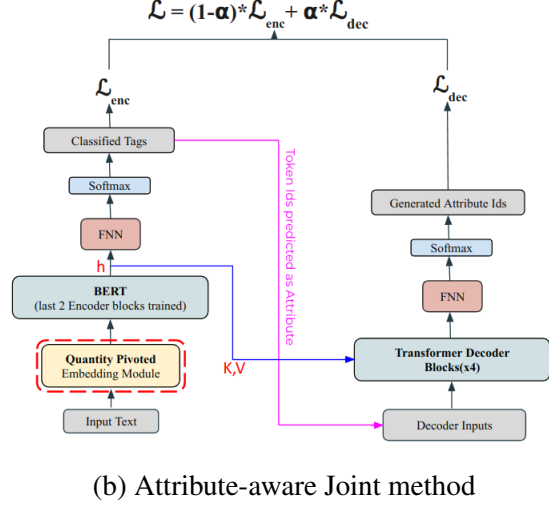 ℒ = (1-α)*ℒenc + α*ℒdec
ℒenc
ℒdec
Classified Tags
Token Ids predicted as Attribute
Softmax
Generated Attribute Ids
FNN
Softmax
h
BERT
(last 2 Encoder blocks trained)
FNN
Quantity Pivoted
Embedding Module
K,V
Transformer Decoder
Blocks(x4)
Input Text
Decoder Inputs
(b) Attribute-aware Joint method